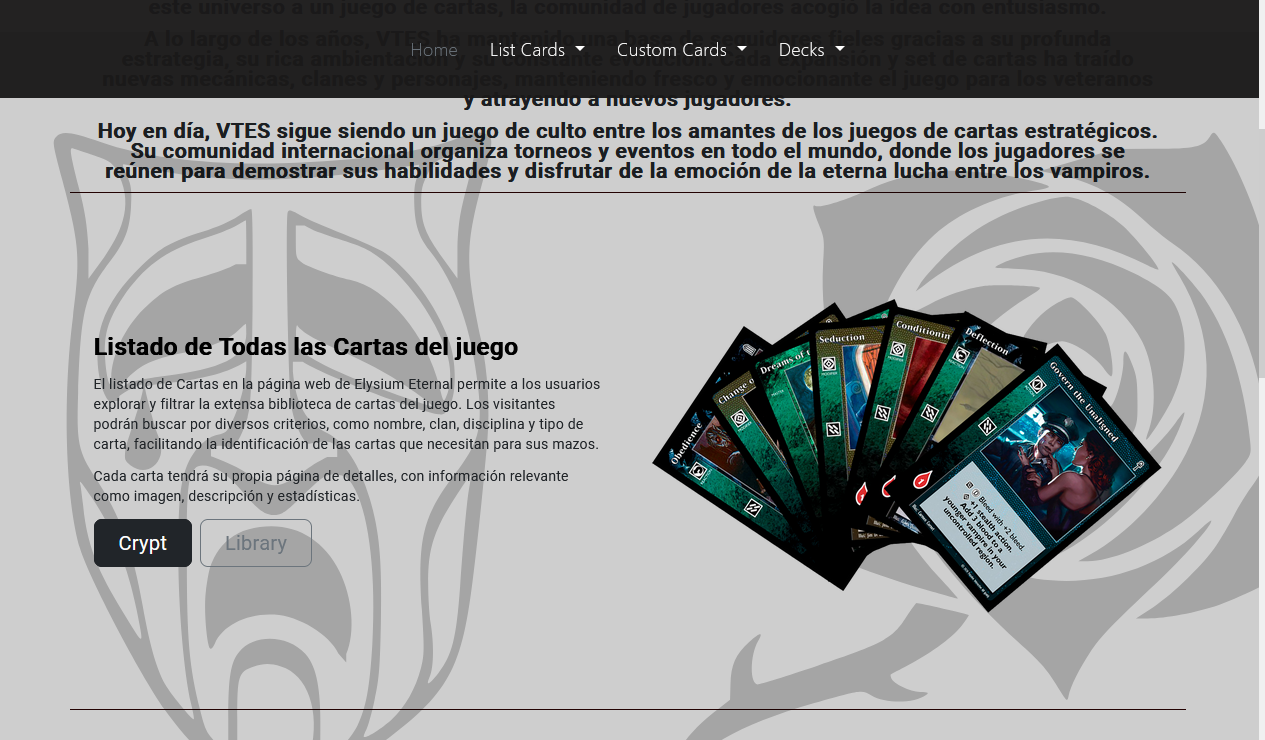 este universo a un juego de cartas, la comunidad de jugadores acogió la idea con entusiasmo.
A lo largo de los años, VTES ha mantenido una base de seguidores fieles gracias a su profunda
Home List Cards Custom Cards Decks
estrategia, su rica ambientación y su constante evolución. Cada expansión y set de cartas ha traído
nuevas mecánicas, clanes y personajes, manteniendo fresco y emocionante el juego para los veteranos
y atrayendo a nuevos jugadores.
Hoy en día, VTES sigue siendo un juego de culto entre los amantes de los juegos de cartas estratégicos.
Su comunidad internacional organiza torneos y eventos en todo el mundo, donde los jugadores se
reúnen para demostrar sus habilidades y disfrutar de la emoción de la eterna lucha entre los vampiros.
Listado de Todas las Cartas del juego
El listado de Cartas en la página web de Elysium Eternal permite a los usuarios
explorar y filtrar la extensa biblioteca de cartas del juego. Los visitantes
podrán buscar por diversos criterios, como nombre, clan, disciplina y tipo de
carta, facilitando la identificación de las cartas que necesitan para sus mazos.
Cada carta tendrá su propia página de detalles, con información relevante
como imagen, descripción y estadísticas.
Crypt Library
Obedience
Change o
Dreams of t
Seduction
Conditionin
Deflection
Govern the Unaligned
ACTION
Bleed with +2 bleed.
+1 stealth action.
Add 3 blood to a
younger vampire in your
uncontrolled region.